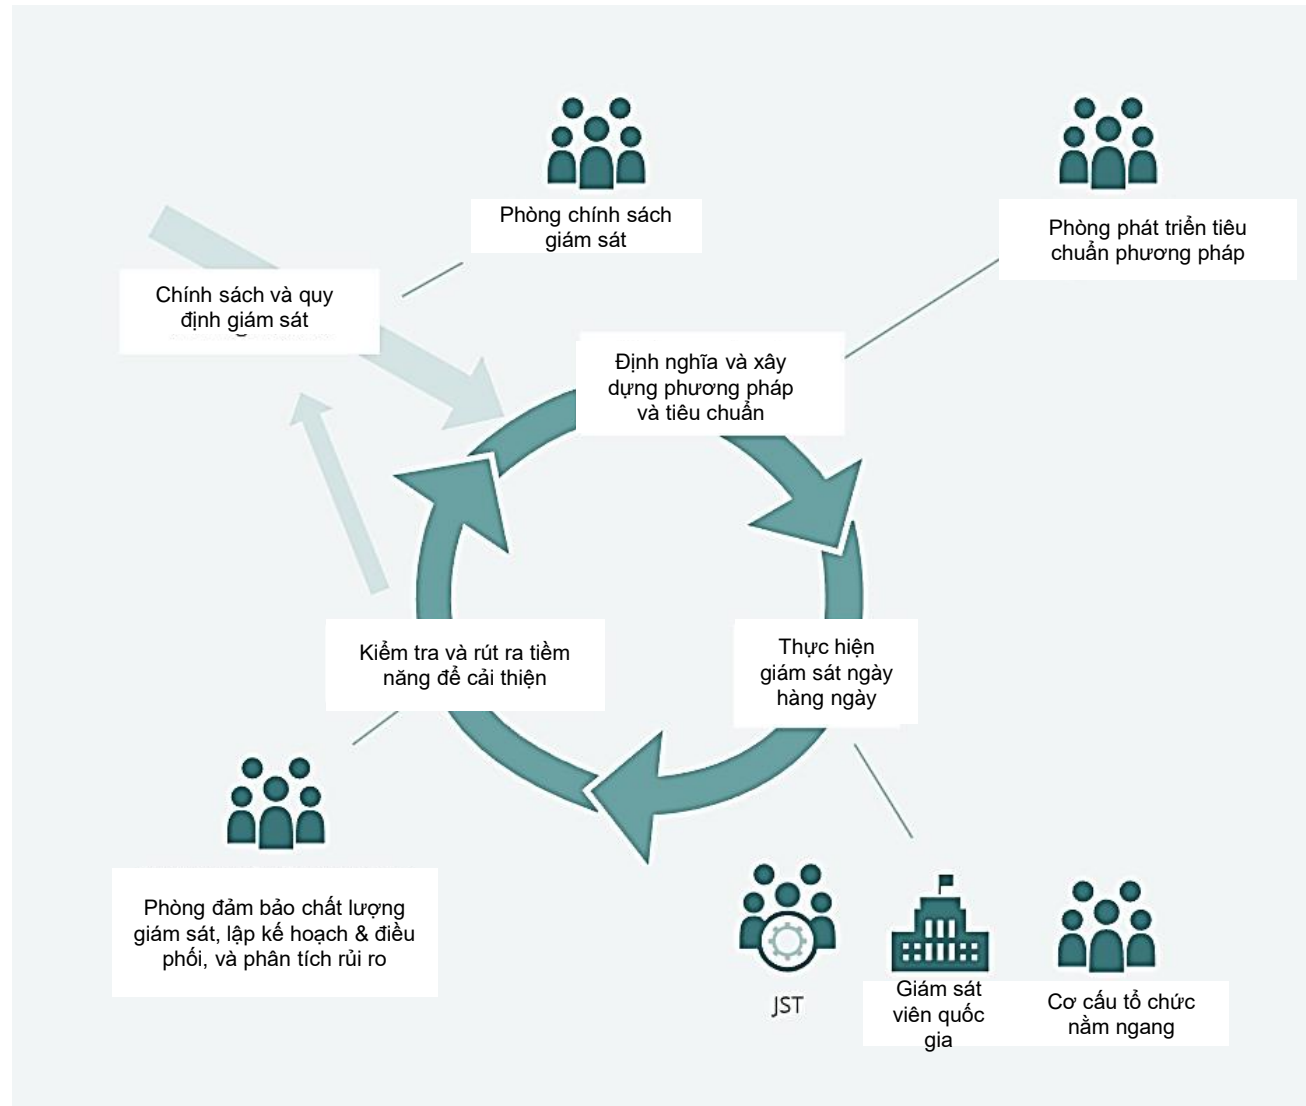 Phòng chính sách
giám sát
Phòng phát triển tiêu
chuẩn phương pháp
Chính sách và quy
định giám sát
Định nghĩa và xây
dựng phương pháp
và tiêu chuẩn
Kiểm tra và rút ra tiềm
năng để cải thiện
Thực hiện
giám sát ngày
hàng ngày
Phòng đảm bảo chất lượng
giám sát, lập kế hoạch & điều
phối, và phân tích rủi ro
JST
Giám sát
viên quốc
gia
Cơ cấu tổ chức
nằm ngang